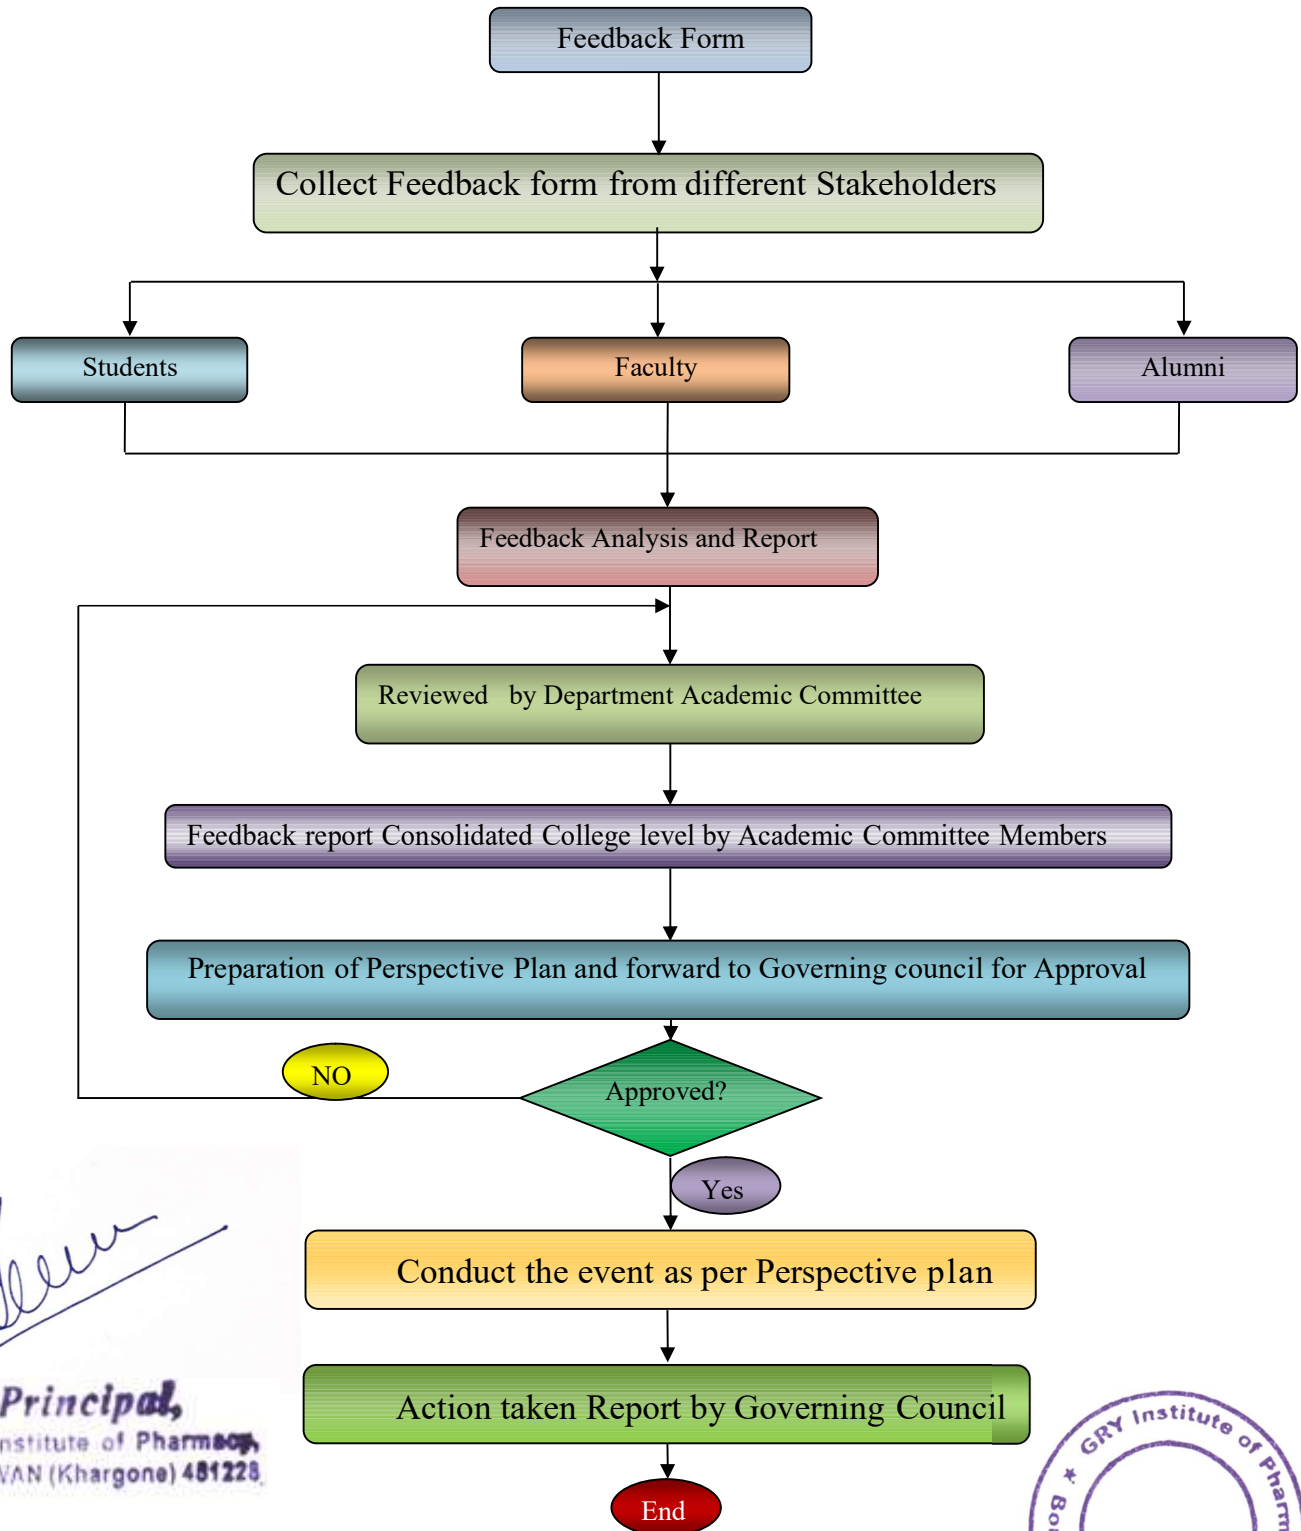 Feedback Form
Collect Feedback form from different Stakeholders
Students
Faculty
Alumni
Feedback Analysis and Report
Reviewed by Department Academic Committee
Feedback report Consolidated College level by Academic Committee Members
Preparation of Perspective Plan and forward to Governing council for Approval
NO
Approved?
Yes
Conduct the event as per Perspective plan
Principal,
nstitute of Pharmacy,
VAN (Khargone) 451228
Action taken Report by Governing Council
End
★ GRY Institute of Pharm